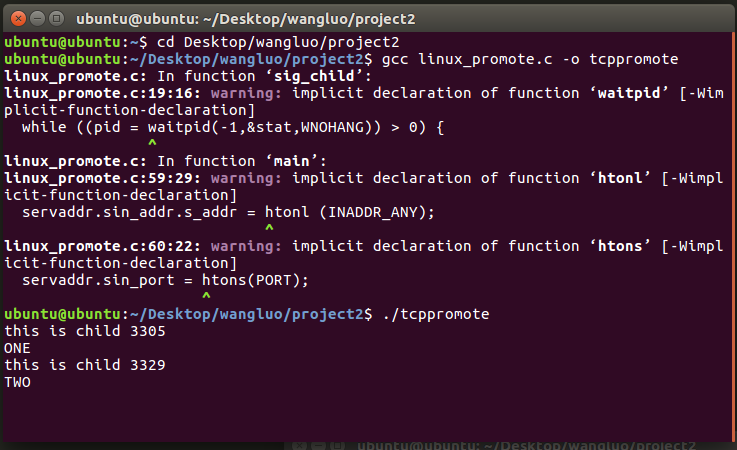 ubuntu@ubuntu: ~/Desktop/wangluo/project2
ubuntu@ubuntu:~$ cd Desktop/wangluo/project2
ubuntu@ubuntu:~/Desktop/wangluo/project2$ gcc linux_promote.c -o tcppromote
linux_promote.c: In function ‘sig_child’:
linux_promote.c:19:16: warning: implicit declaration of function ‘waitpid’ [-Wim
plicit-function-declaration]
  while ((pid = waitpid(-1,&stat,WNOHANG)) > 0) {
                ^
linux_promote.c: In function ‘main’:
linux_promote.c:59:29: warning: implicit declaration of function ‘htonl’ [-Wimpl
icit-function-declaration]
  servaddr.sin_addr.s_addr = htonl (INADDR_ANY);
                             ^
linux_promote.c:60:22: warning: implicit declaration of function ‘htons’ [-Wimpl
icit-function-declaration]
  servaddr.sin_port = htons(PORT);
                      ^
ubuntu@ubuntu:~/Desktop/wangluo/project2$ ./tcppromote
this is child 3305
ONE
this is child 3329
TWO
ubuntu@ubuntu: ~/Desktop/wangluo/project2